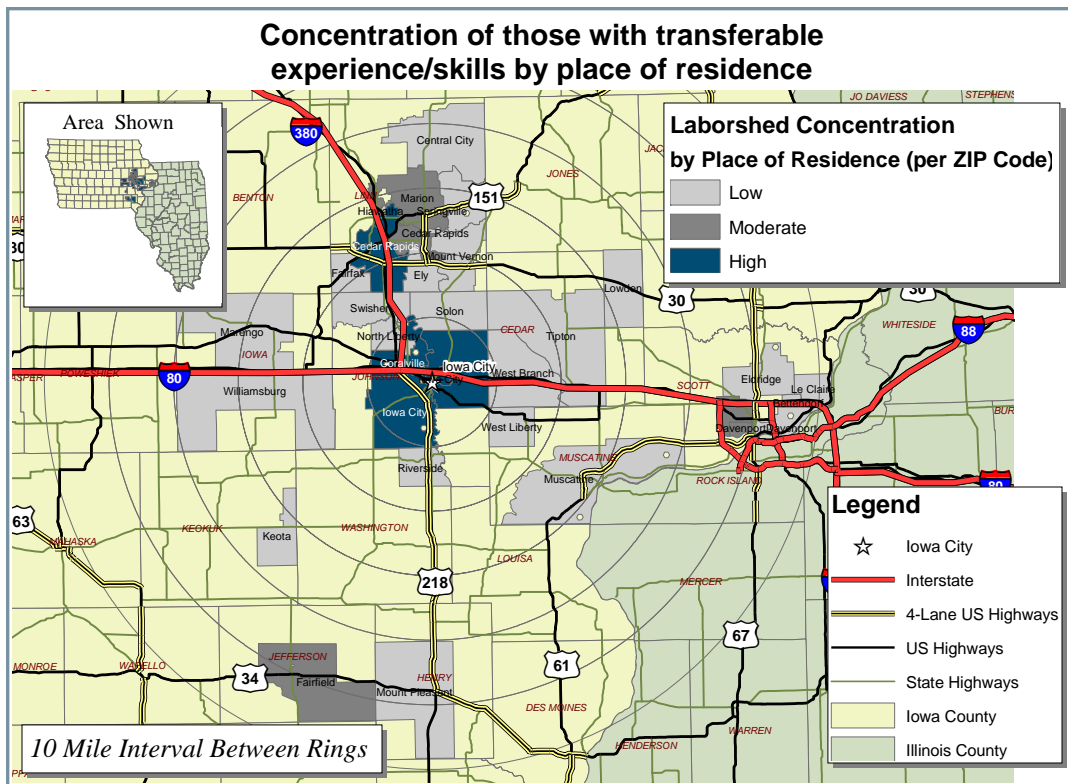 Concentration of those with transferable
experience/skills by place of residence
Area Shown
Laborshed Concentration
by Place of Residence (per ZIP Code)
Low
Moderate
High
JO DAVIESS
STEPHENS
380
Central City
JONES
BENTON
151
LINN
Marion
Hiawatha
Springville
Cedar Rapids
Cedar Rapids
Mount Vernon
30
Fairfax
Ely
Lowden
30
30
Swisher
Solon
WHITESIDE
Marengo
North Liberty
CEDAR
Tipton
88
IOWA
Coralville
Iowa City
POWESHIEK
80
JOHNSON
Iowa City
West Branch
SCOTT
Eldridge
Le Claire
Williamsburg
Bettendorf
Iowa City
West Liberty
Davenport
Davenport
MUSCATINE
Riverside
Muscatine
ROCK ISLAND
80
Legend
Iowa City
Interstate
4-Lane US Highways
US Highways
State Highways
Iowa County
Illinois County
63
KEOKUK
WASHINGTON
MAHASKA
Keota
LOUISA
218
MERCER
67
JEFFERSON
61
MONROE
WAPELLO
34
Fairfield
HENRY
Mount Pleasant
DES MOINES
WARREN
HENDERSON
10 Mile Interval Between Rings